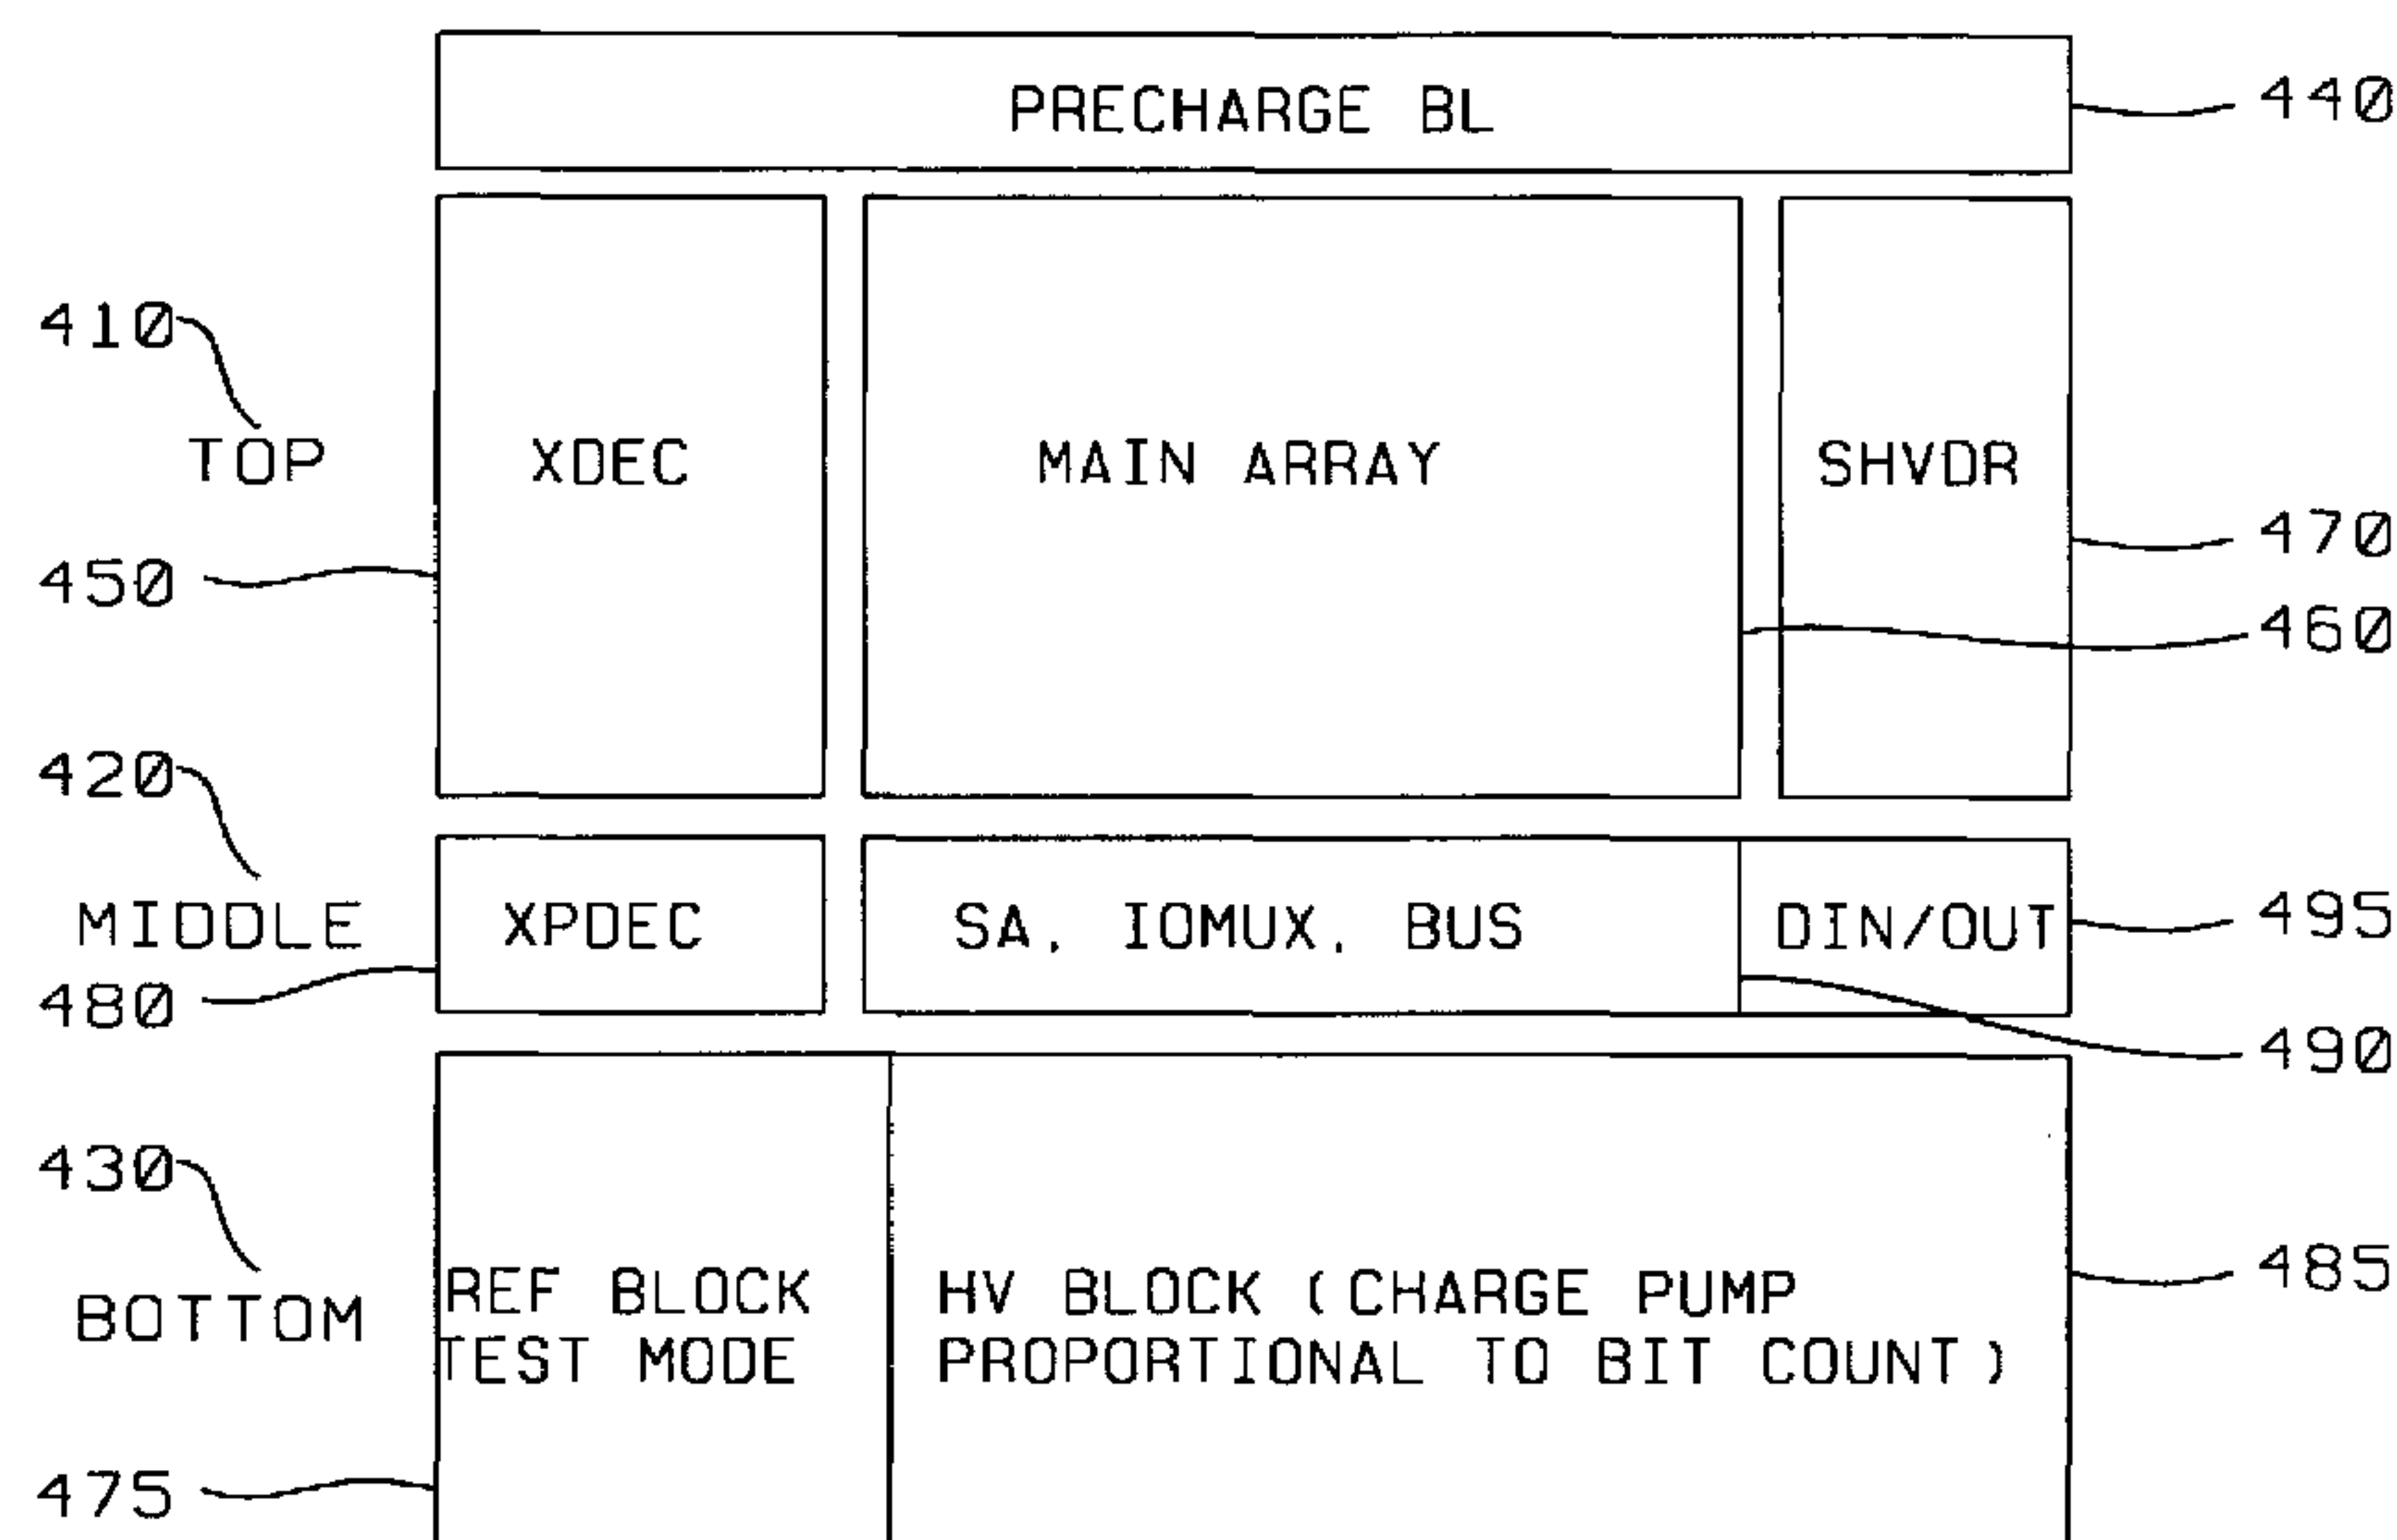 PRECHARGE BL
440
410
TOP
XDEC
MAIN ARRAY
SHVDR
470
450
460
420
MIDDLE
XPDEC
SA, IOMUX, BUS
DIN/OUT
495
480
490
430
BOTTOM
REF BLOCK
TEST MODE
HV BLOCK (CHARGE PUMP
PROPORTIONAL TO BIT COUNT)
485
475